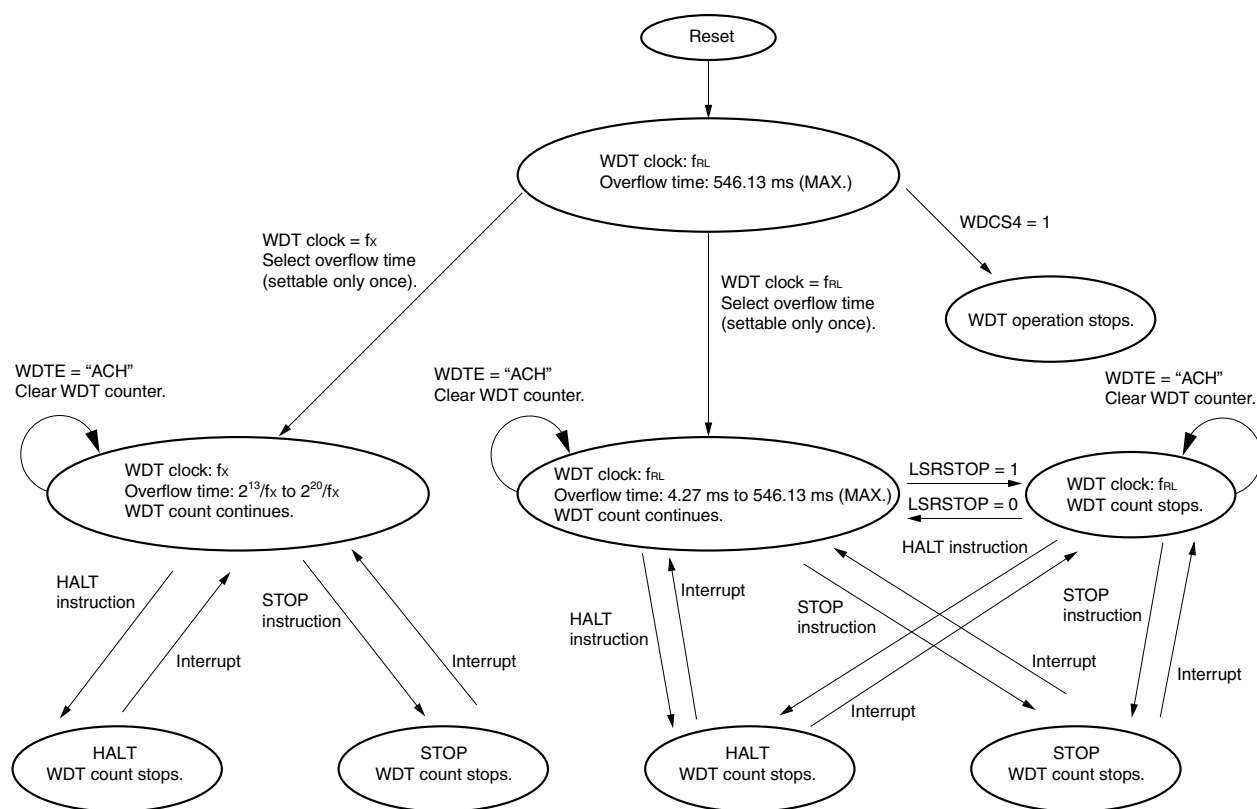 Reset
WDT clock: fRL
Overflow time: 546.13 ms (MAX.)
WDCS4 = 1
WDT clock = fX
Select overflow time
(settable only once).
WDT clock = fRL
Select overflow time
(settable only once).
WDT operation stops.
WDTE = “ACH”
Clear WDT counter.
WDTE = “ACH”
Clear WDT counter.
WDTE = “ACH”
Clear WDT counter.
WDT clock: fX
Overflow time: 2¹³/fX to 2²⁰/fX
WDT count continues.
WDT clock: fRL
Overflow time: 4.27 ms to 546.13 ms (MAX.)
WDT count continues.
LSRSTOP = 1
LSRSTOP = 0
WDT clock: fRL
WDT count stops.
HALT
instruction
Interrupt
STOP
instruction
Interrupt
HALT
instruction
Interrupt
STOP
instruction
Interrupt
HALT instruction
Interrupt
STOP
instruction
Interrupt
HALT
WDT count stops.
STOP
WDT count stops.
HALT
WDT count stops.
STOP
WDT count stops.